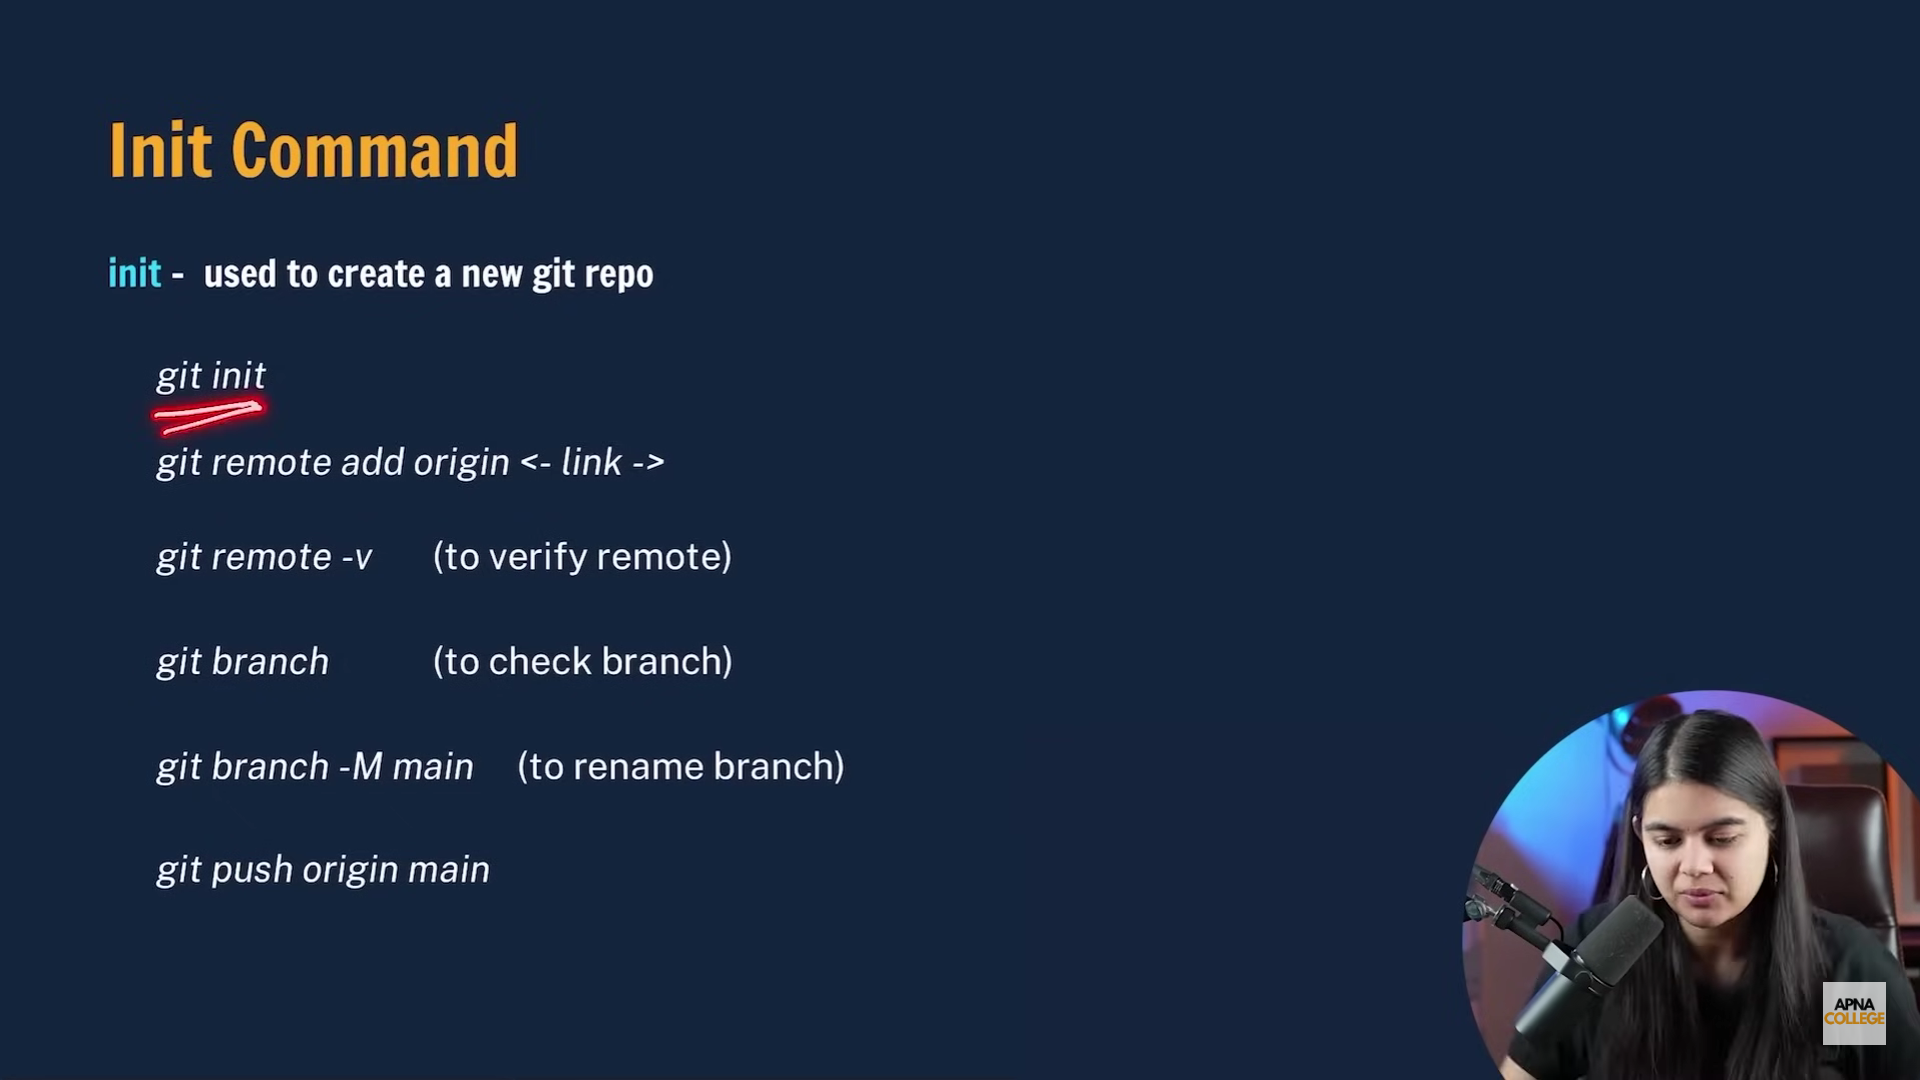 Init Command
init - used to create a new git repo
git init
git remote add origin <- link ->
git remote -v (to verify remote)
git branch (to check branch)
git branch -M main (to rename branch)
git push origin main
APNA
COLLEGE